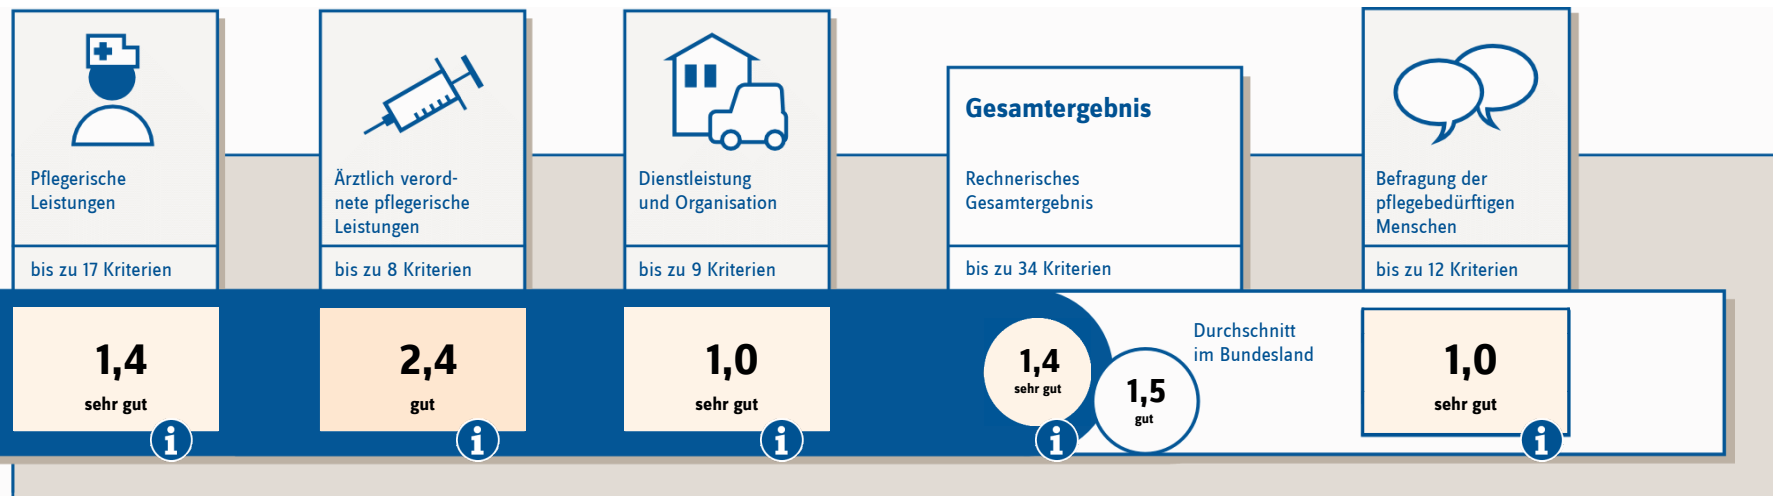 Pflegerische
Leistungen
bis zu 17 Kriterien
1,4
sehr gut
i
Ärztlich verord-
nete pflegerische
Leistungen
bis zu 8 Kriterien
2,4
gut
i
Dienstleistung
und Organisation
bis zu 9 Kriterien
1,0
sehr gut
i
Gesamtergebnis
Rechnerisches
Gesamtergebnis
bis zu 34 Kriterien
1,4
sehr gut
i
1,5
gut
Durchschnitt
im Bundesland
Befragung der
pflegebedürftigen
Menschen
bis zu 12 Kriterien
1,0
sehr gut
i